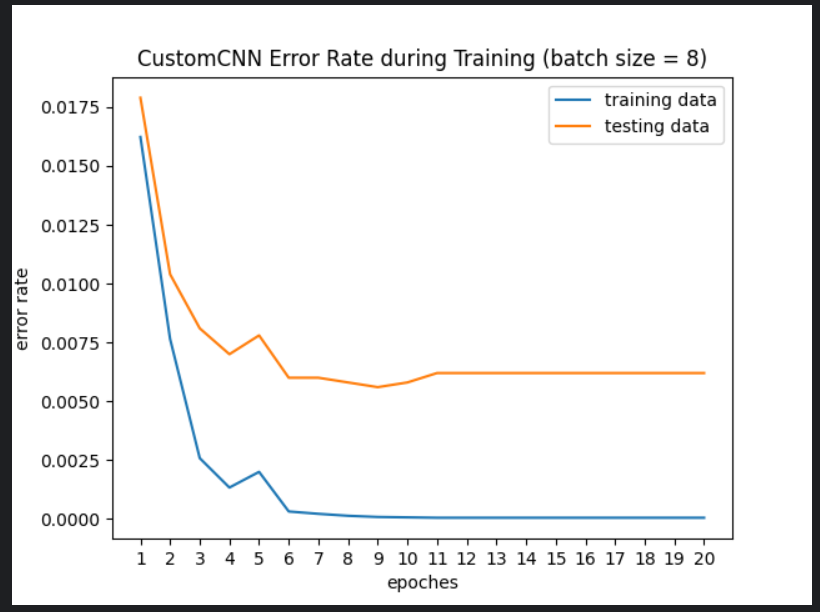 CustomCNN Error Rate during Training (batch size = 8)
training data
testing data
0.0175
0.0150
0.0125
0.0100
0.0075
0.0050
0.0025
0.0000
error rate
1 2 3 4 5 6 7 8 9 10 11 12 13 14 15 16 17 18 19 20
epoches